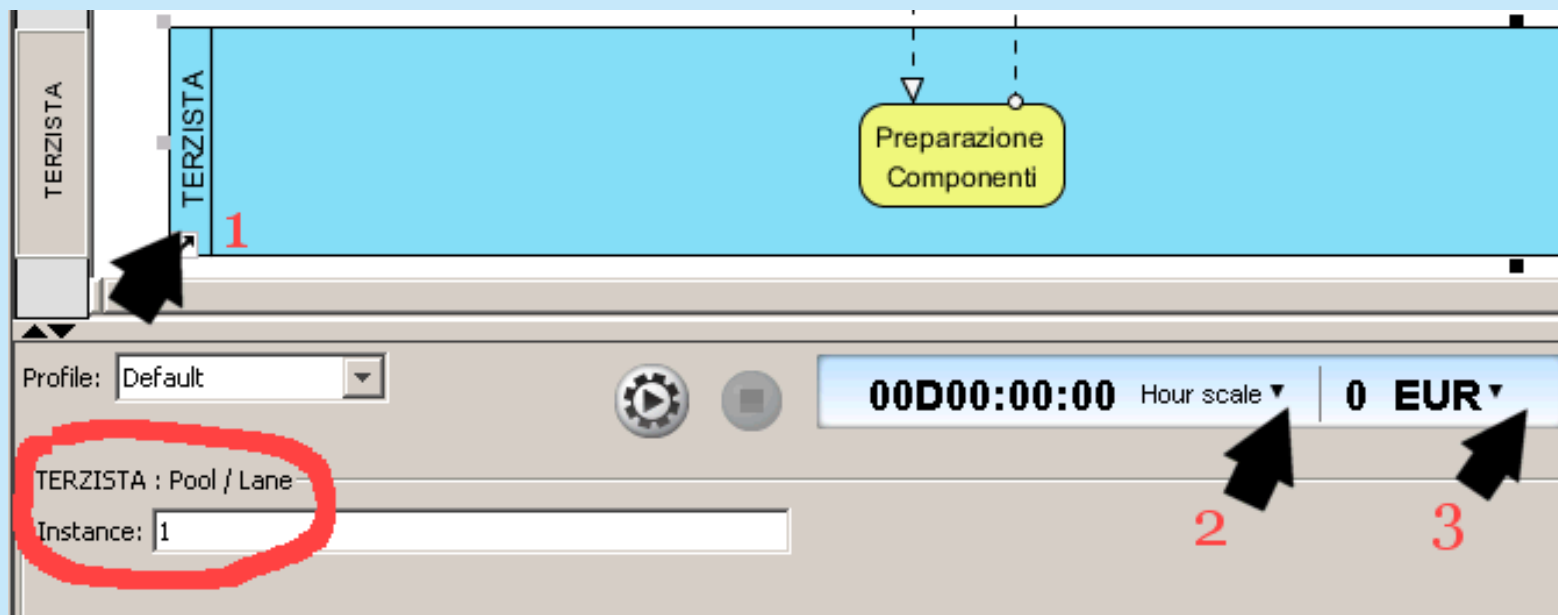 TERZISTA
TERZISTA
1
Preparazione
Componenti
Profile: Default
00D00:00:00 Hour scale 0 EUR
TERZISTA : Pool / Lane
Instance: 1
2
3